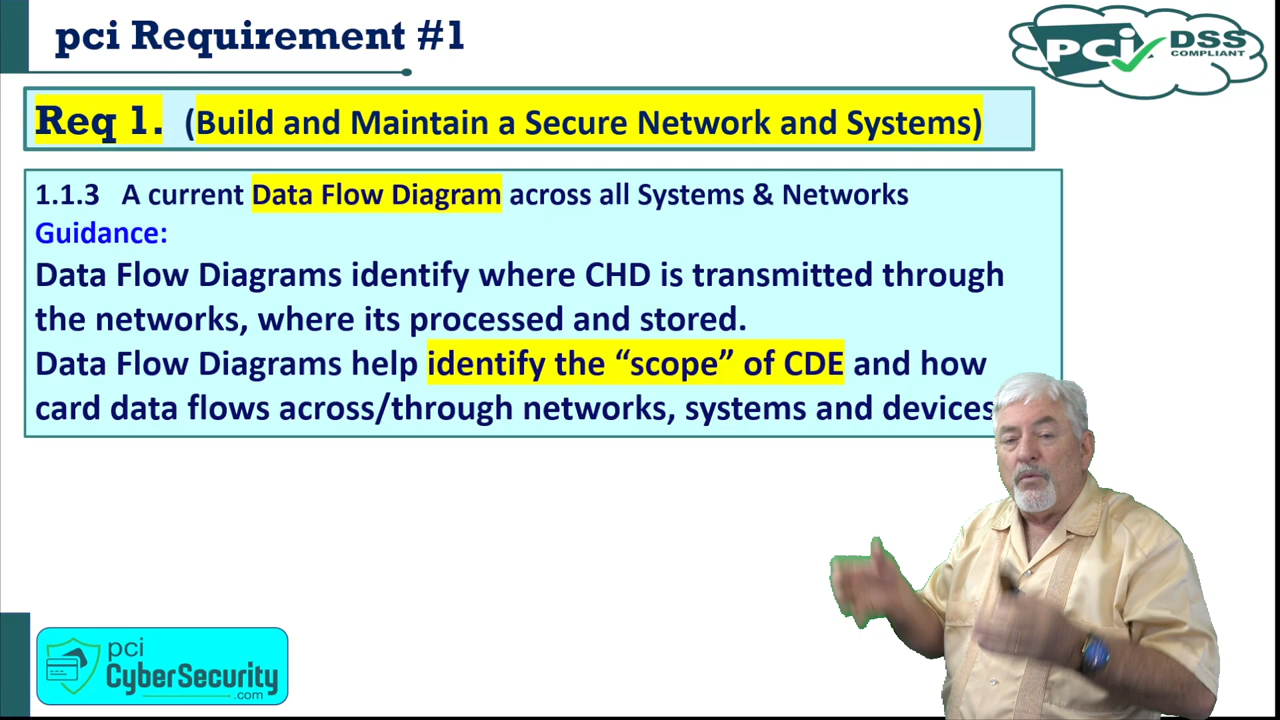 pci Requirement #1
PCi DSS
COMPLIANT
Req 1. (Build and Maintain a Secure Network and Systems)
1.1.3 A current Data Flow Diagram across all Systems & Networks
Guidance:
Data Flow Diagrams identify where CHD is transmitted through
the networks, where its processed and stored.
Data Flow Diagrams help identify the “scope” of CDE and how
card data flows across/through networks, systems and devices
pci
CyberSecurity
.com